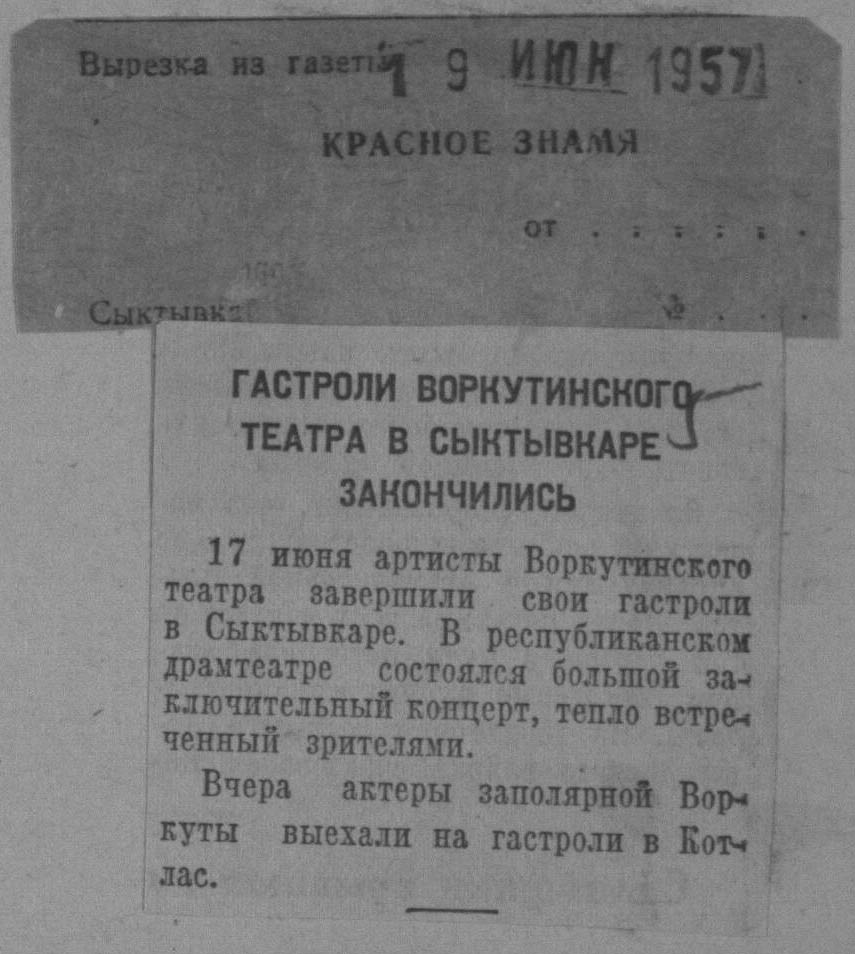 Вырезка из газеты 19 ИЮН 1957
КРАСНОЕ ЗНАМЯ
от . . . . . .
Сыктывка № . . .
ГАСТРОЛИ ВОРКУТИНСКОГО
ТЕАТРА В СЫКТЫВКАРЕ
ЗАКОНЧИЛИСЬ
17 июня артисты Воркутинского
театра завершили свои гастроли
в Сыктывкаре. В республиканском
драмтеатре состоялся большой за-
ключительный концерт, тепло встре-
ченный зрителями.
Вчера актеры заполярной Вор-
куты выехали на гастроли в Кот-
лас.